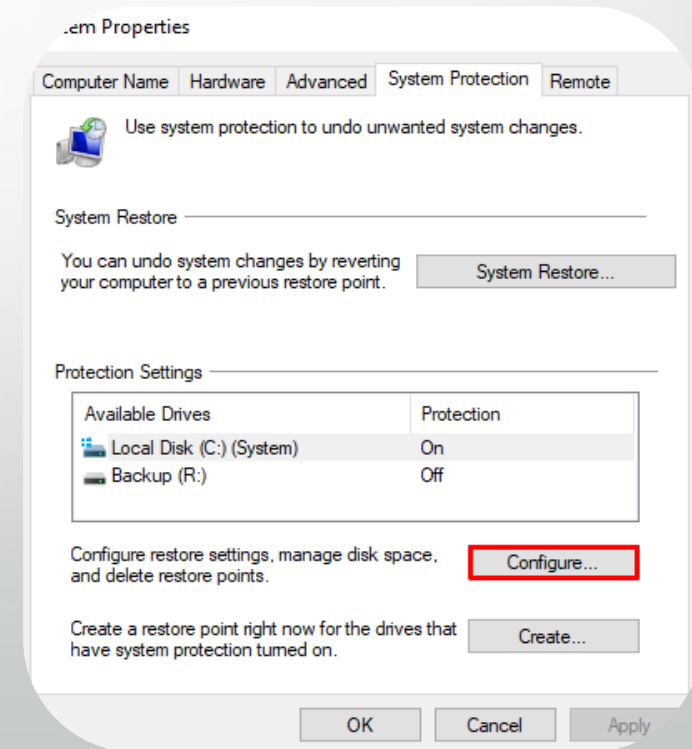 em Properties
Computer Name Hardware Advanced System Protection Remote
Use system protection to undo unwanted system changes.
System Restore
You can undo system changes by reverting
your computer to a previous restore point.
System Restore...
Protection Settings
Available Drives Protection
Local Disk (C:) (System) On
Backup (R:) Off
Configure restore settings, manage disk space,
and delete restore points.
Configure...
Create a restore point right now for the drives that
have system protection turned on.
Create...
OK Cancel Apply